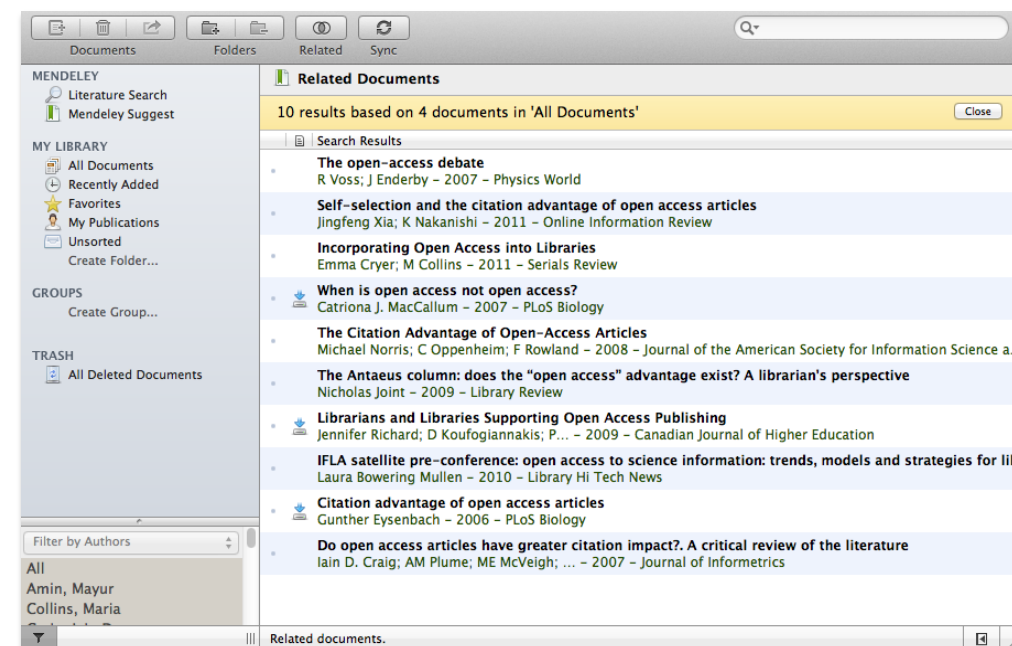 Documents
Folders
Related
Sync
MENDELEY
Literature Search
Mendeley Suggest
MY LIBRARY
All Documents
Recently Added
Favorites
My Publications
Unsorted
Create Folder...
GROUPS
Create Group...
TRASH
All Deleted Documents
Filter by Authors
All
Amin, Mayur
Collins, Maria
Related Documents
10 results based on 4 documents in 'All Documents'
Close
Search Results
The open-access debate
R Voss; J Enderby – 2007 – Physics World
Self-selection and the citation advantage of open access articles
Jingfeng Xia; K Nakanishi – 2011 – Online Information Review
Incorporating Open Access into Libraries
Emma Cryer; M Collins – 2011 – Serials Review
When is open access not open access?
Catriona J. MacCallum – 2007 – PLoS Biology
The Citation Advantage of Open-Access Articles
Michael Norris; C Oppenheim; F Rowland – 2008 – Journal of the American Society for Information Science a.
The Antaeus column: does the “open access” advantage exist? A librarian's perspective
Nicholas Joint – 2009 – Library Review
Librarians and Libraries Supporting Open Access Publishing
Jennifer Richard; D Koufogiannakis; P... – 2009 – Canadian Journal of Higher Education
IFLA satellite pre-conference: open access to science information: trends, models and strategies for li
Laura Bowering Mullen – 2010 – Library Hi Tech News
Citation advantage of open access articles
Gunther Eysenbach – 2006 – PLoS Biology
Do open access articles have greater citation impact?. A critical review of the literature
Iain D. Craig; AM Plume; ME McVeigh; ... – 2007 – Journal of Informetrics
Related documents.